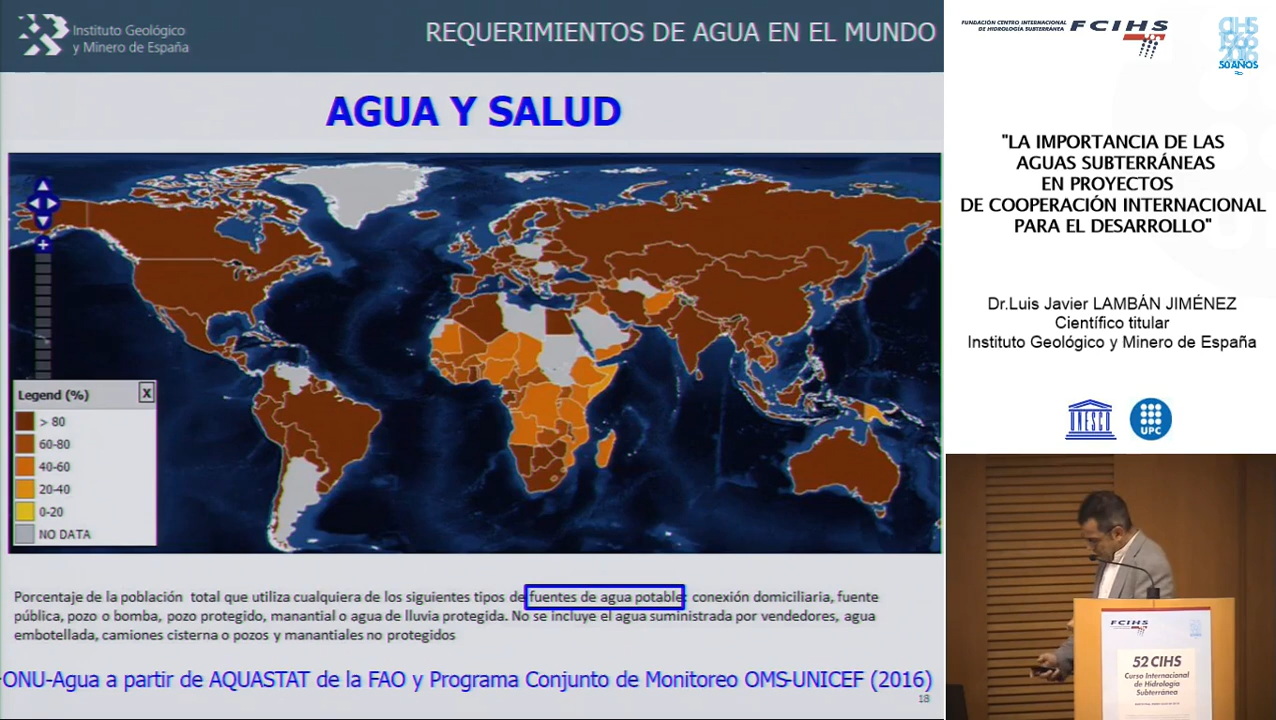 Instituto Geológico
y Minero de España
REQUERIMIENTOS DE AGUA EN EL MUNDO
AGUA Y SALUD
Legend (%)
X
> 80
60-80
40-60
20-40
0-20
NO DATA
Porcentaje de la población total que utiliza cualquiera de los siguientes tipos de fuentes de agua potable: conexión domiciliaria, fuente
pública, pozo o bomba, pozo protegido, manantial o agua de lluvia protegida. No se incluye el agua suministrada por vendedores, agua
embotellada, camiones cisterna o pozos y manantiales no protegidos
ONU-Agua a partir de AQUASTAT de la FAO y Programa Conjunto de Monitoreo OMS-UNICEF (2016)
18
FUNDACIÓN CENTRO INTERNACIONAL
DE HIDROLOGÍA SUBTERRÁNEA
FCIHS
CIHS
1966
2016
50 AÑOS
"LA IMPORTANCIA DE LAS
AGUAS SUBTERRÁNEAS
EN PROYECTOS
DE COOPERACIÓN INTERNACIONAL
PARA EL DESARROLLO"
Dr.Luis Javier LAMBÁN JIMÉNEZ
Científico titular
Instituto Geológico y Minero de España
UNESCO
UPC
FCIHS
52 CIHS
Curso Internacional
de Hidrología
Subterránea